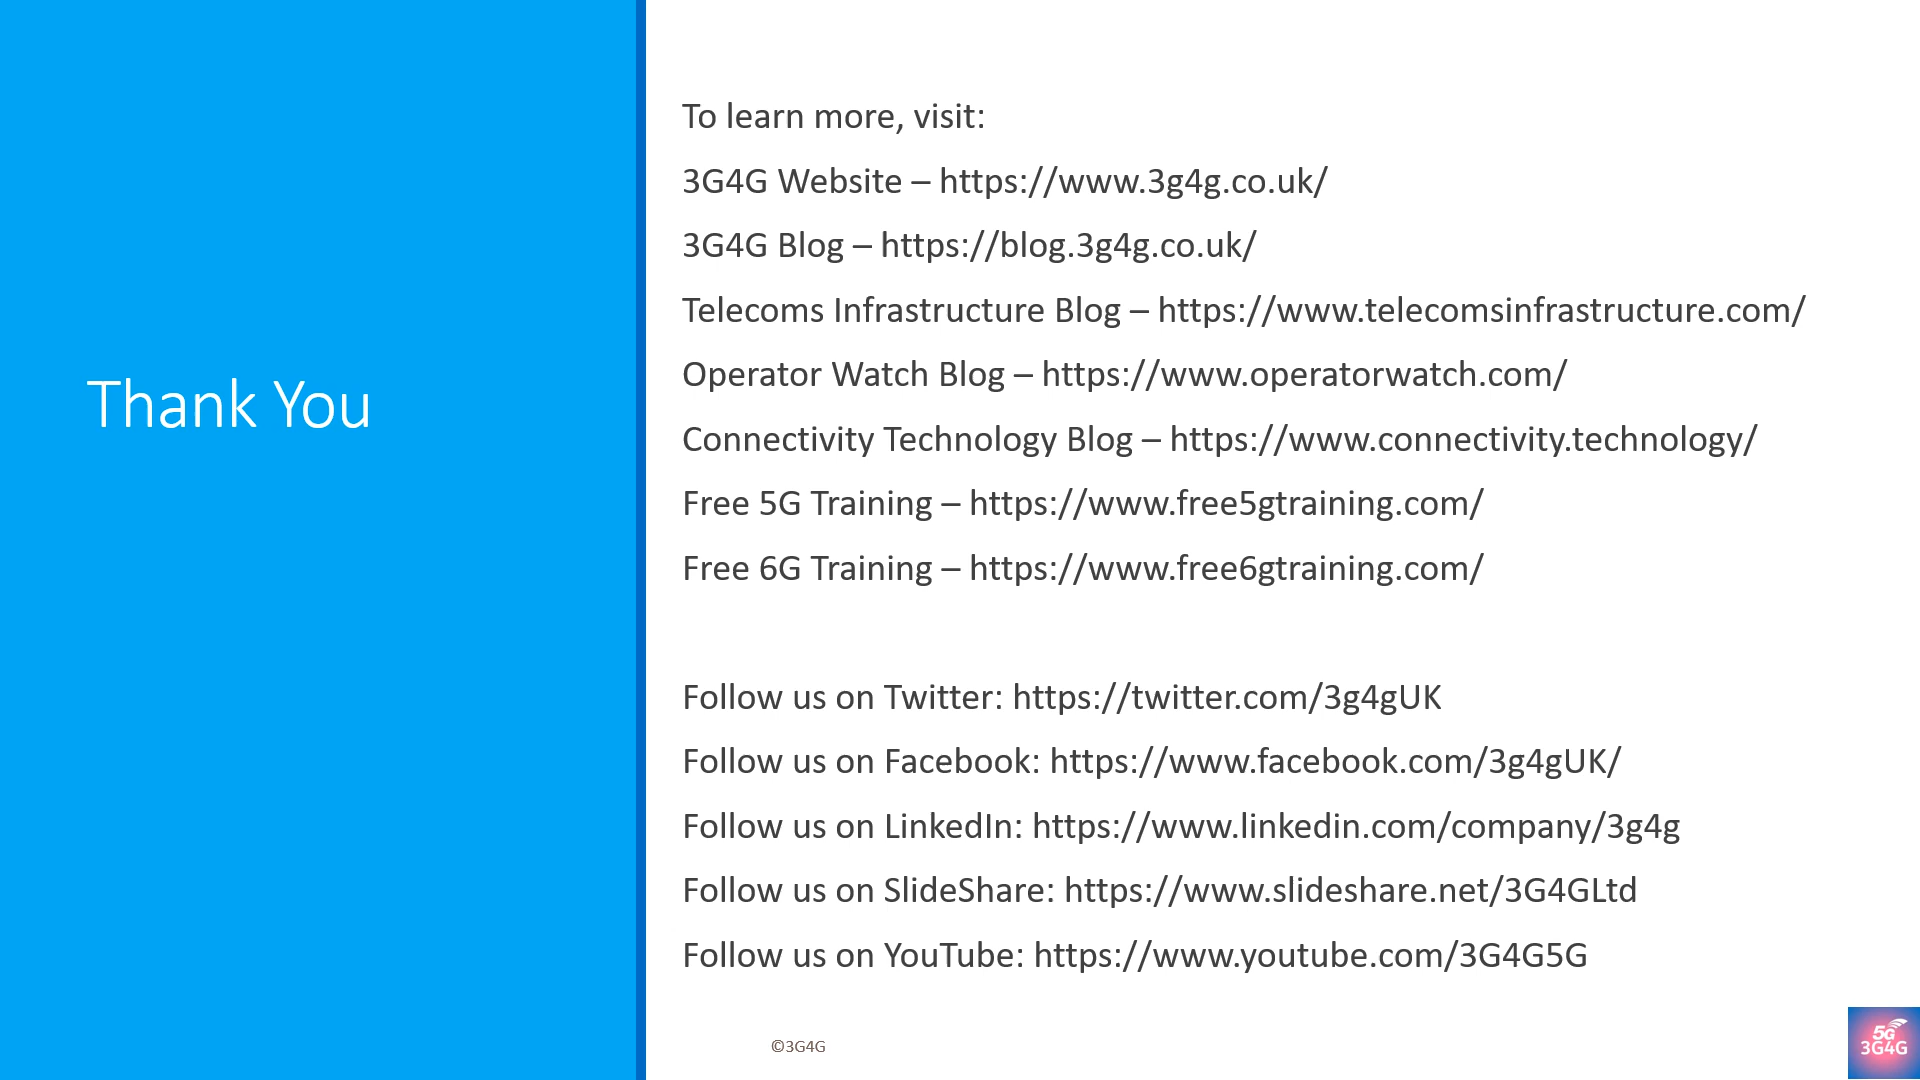 Thank You
To learn more, visit:
3G4G Website – https://www.3g4g.co.uk/
3G4G Blog – https://blog.3g4g.co.uk/
Telecoms Infrastructure Blog – https://www.telecomsinfrastructure.com/
Operator Watch Blog – https://www.operatorwatch.com/
Connectivity Technology Blog – https://www.connectivity.technology/
Free 5G Training – https://www.free5gtraining.com/
Free 6G Training – https://www.free6gtraining.com/
Follow us on Twitter: https://twitter.com/3g4gUK
Follow us on Facebook: https://www.facebook.com/3g4gUK/
Follow us on LinkedIn: https://www.linkedin.com/company/3g4g
Follow us on SlideShare: https://www.slideshare.net/3G4GLtd
Follow us on YouTube: https://www.youtube.com/3G4G5G
©3G4G
5G
3G4G